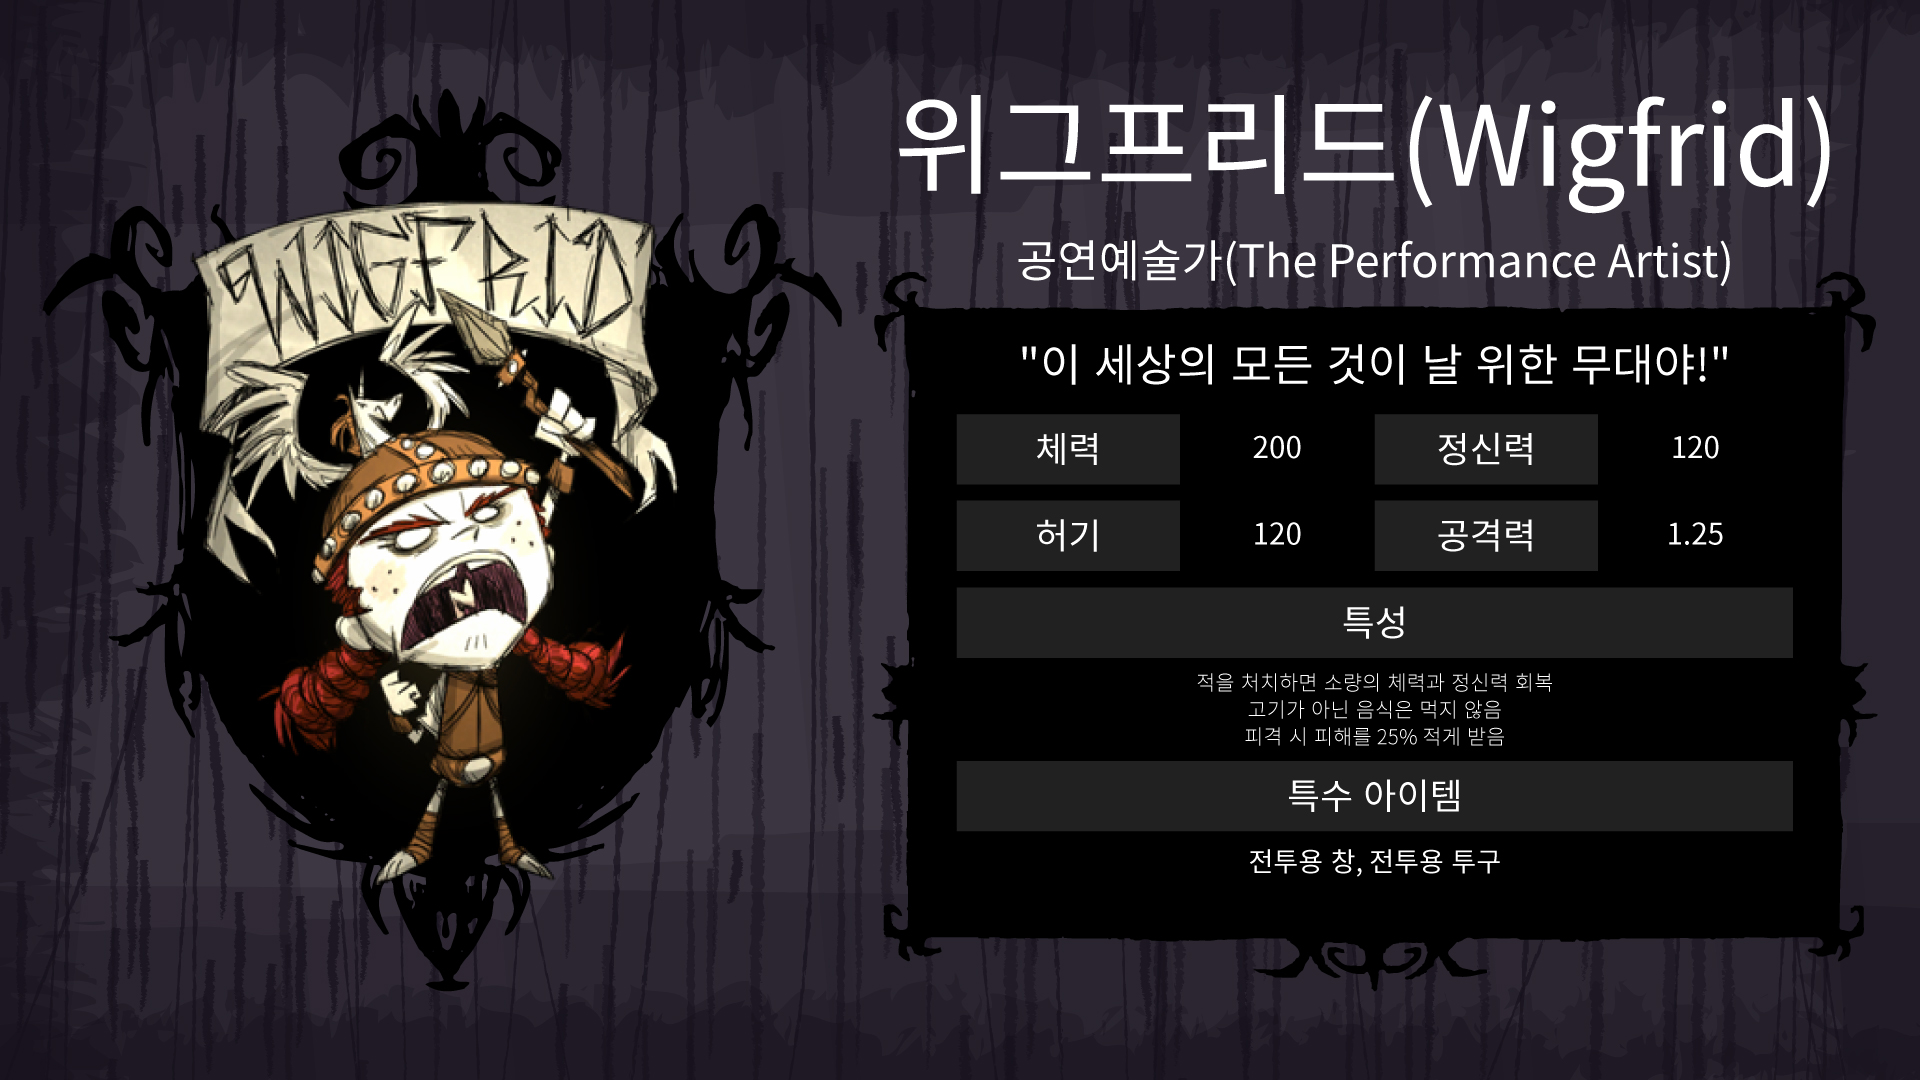 위그프리드(Wigfrid)
공연예술가(The Performance Artist)
WIGFRID
"이 세상의 모든 것이 날 위한 무대야!"
체력 200 정신력 120
허기 120 공격력 1.25
특성
적을 처치하면 소량의 체력과 정신력 회복
고기가 아닌 음식은 먹지 않음
피격 시 피해를 25% 적게 받음
특수 아이템
전투용 창, 전투용 투구